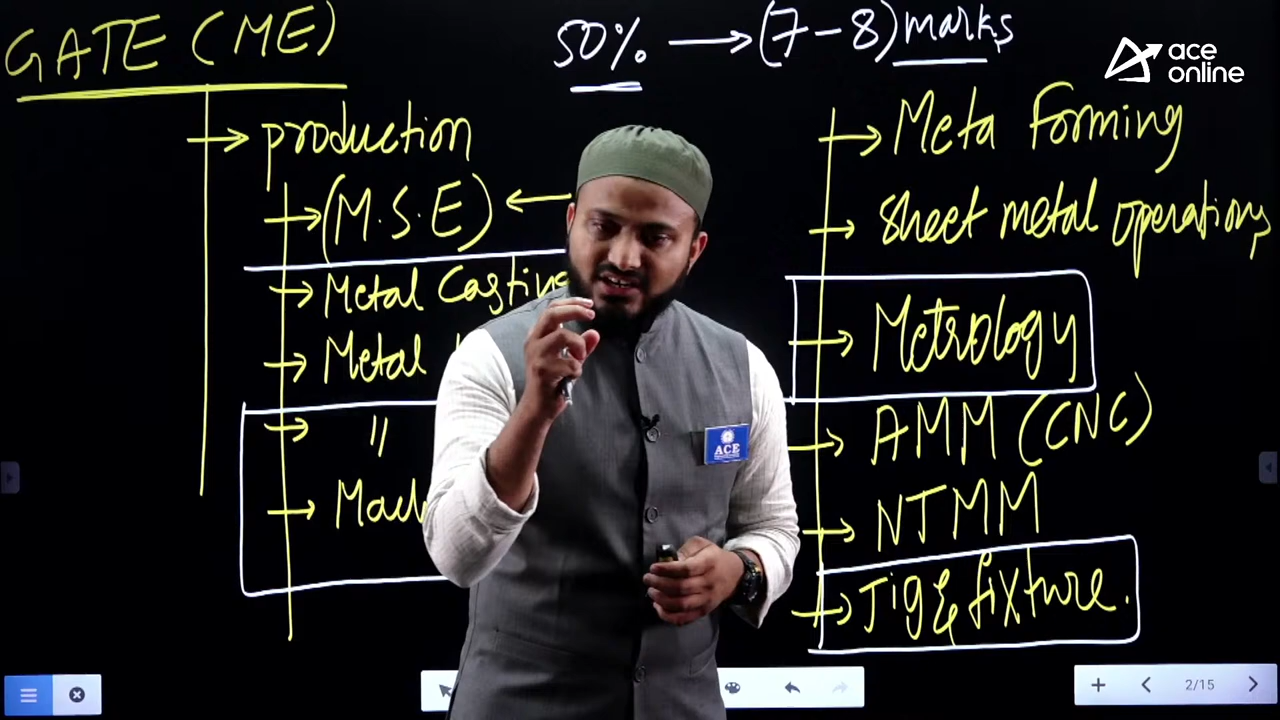 GATE (ME)
50% → (7-8) marks
ace
online
→ production
→ (M.S.E) ←
→ Metal Casting
→ Metal
→ "
→
→ Meta Forming
→ Sheet metal operations
→ Metrology
→ AMM (CNC)
→ NTMM
→ Jig & fixture.
ACE
2/15